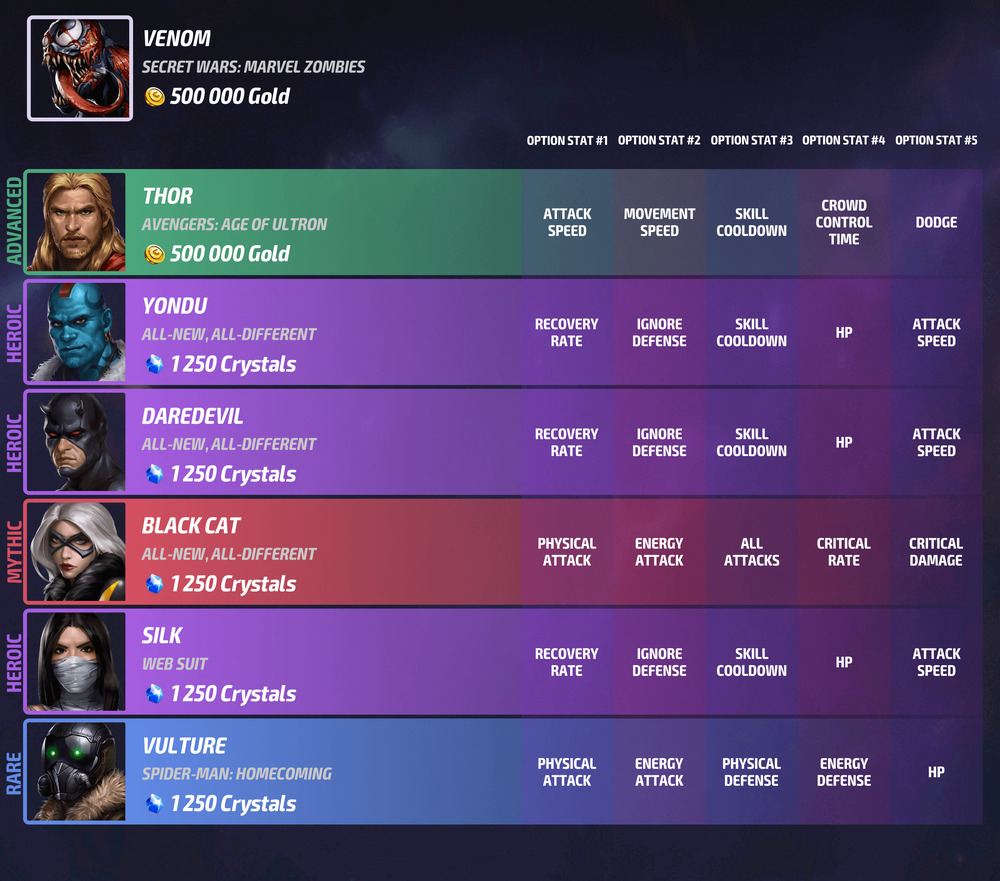 VENOM
SECRET WARS: MARVEL ZOMBIES
500 000 Gold
OPTION STAT #1 OPTION STAT #2 OPTION STAT #3 OPTION STAT #4 OPTION STAT #5
ADVANCED
THOR
AVENGERS: AGE OF ULTRON
500 000 Gold
ATTACK
SPEED
MOVEMENT
SPEED
SKILL
COOLDOWN
CROWD
CONTROL
TIME
DODGE
HEROIC
YONDU
ALL-NEW, ALL-DIFFERENT
1 250 Crystals
RECOVERY
RATE
IGNORE
DEFENSE
SKILL
COOLDOWN
HP
ATTACK
SPEED
HEROIC
DAREDEVIL
ALL-NEW, ALL-DIFFERENT
1 250 Crystals
RECOVERY
RATE
IGNORE
DEFENSE
SKILL
COOLDOWN
HP
ATTACK
SPEED
MYTHIC
BLACK CAT
ALL-NEW, ALL-DIFFERENT
1 250 Crystals
PHYSICAL
ATTACK
ENERGY
ATTACK
ALL
ATTACKS
CRITICAL
RATE
CRITICAL
DAMAGE
HEROIC
SILK
WEB SUIT
1 250 Crystals
RECOVERY
RATE
IGNORE
DEFENSE
SKILL
COOLDOWN
HP
ATTACK
SPEED
RARE
VULTURE
SPIDER-MAN: HOMECOMING
1 250 Crystals
PHYSICAL
ATTACK
ENERGY
ATTACK
PHYSICAL
DEFENSE
ENERGY
DEFENSE
HP